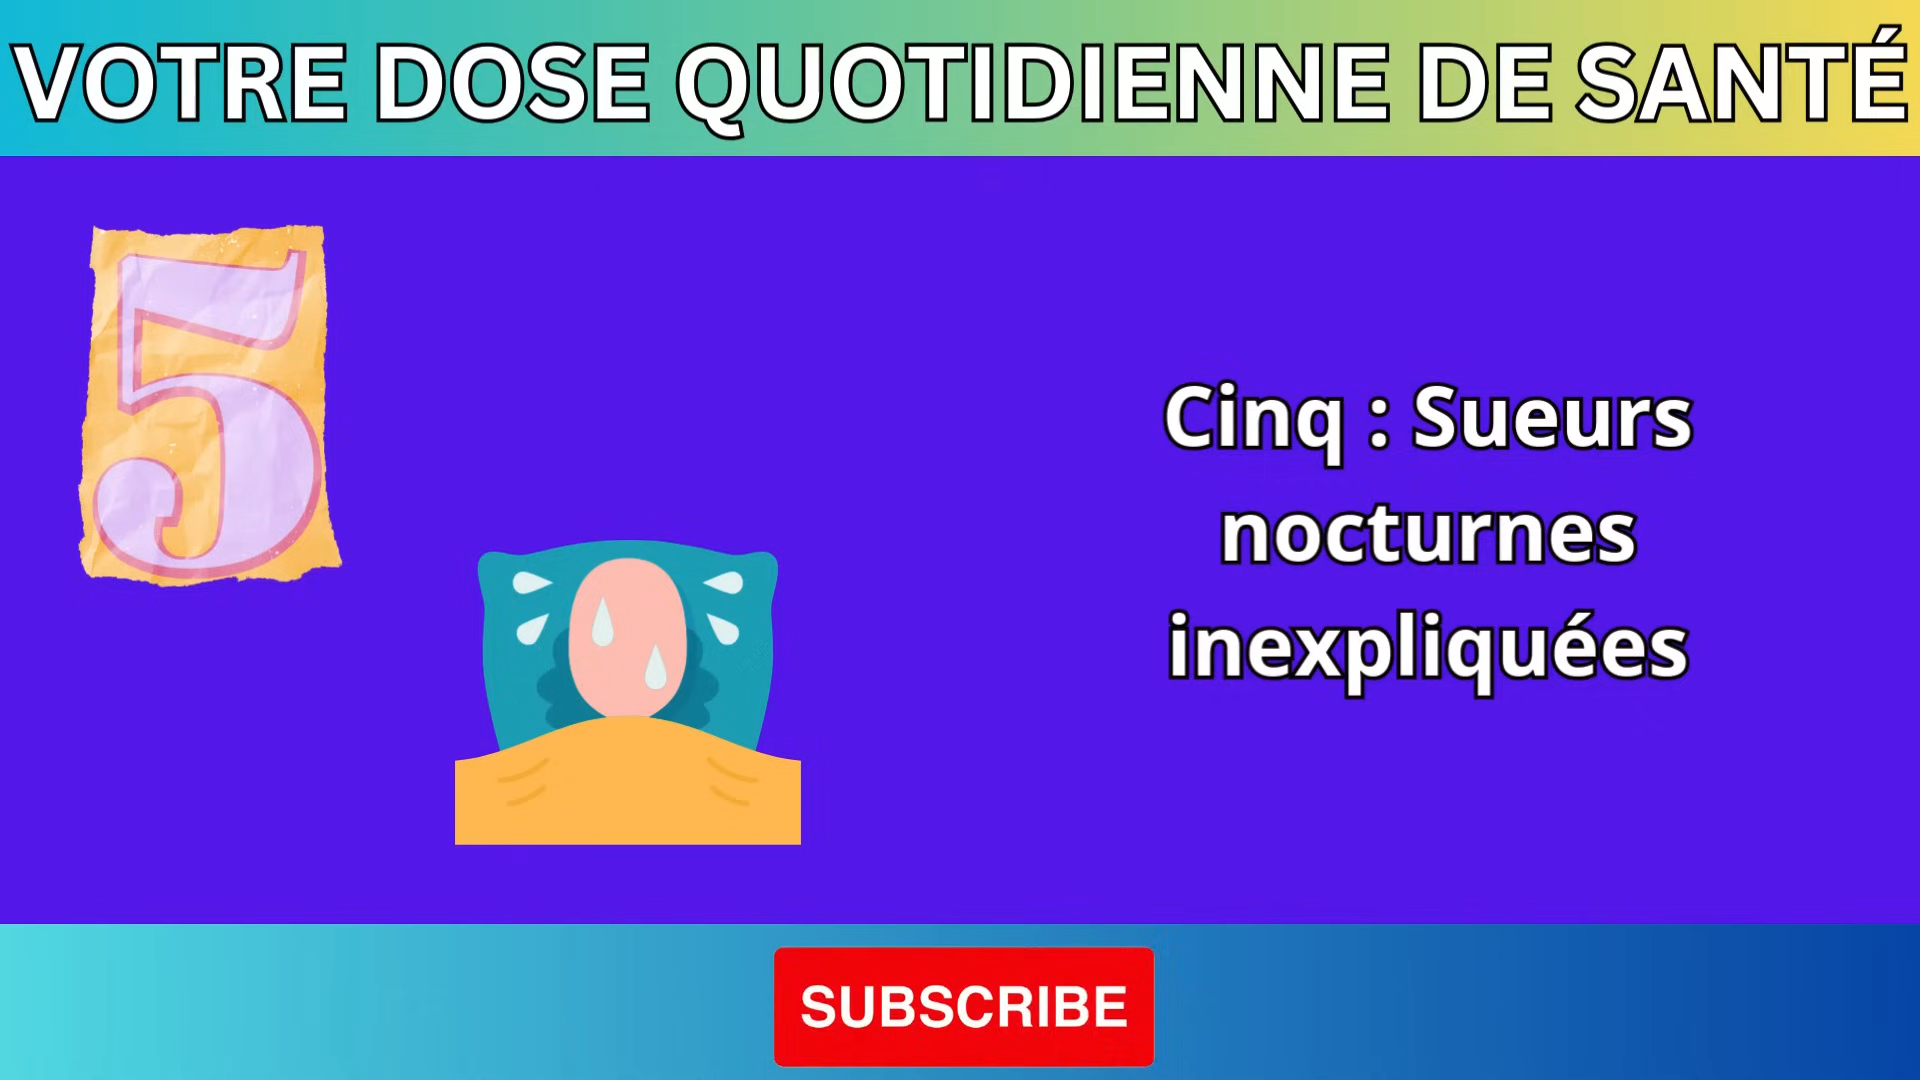 VOTRE DOSE QUOTIDIENNE DE SANTÉ
5
Cinq : Sueurs
nocturnes
inexpliquées
SUBSCRIBE